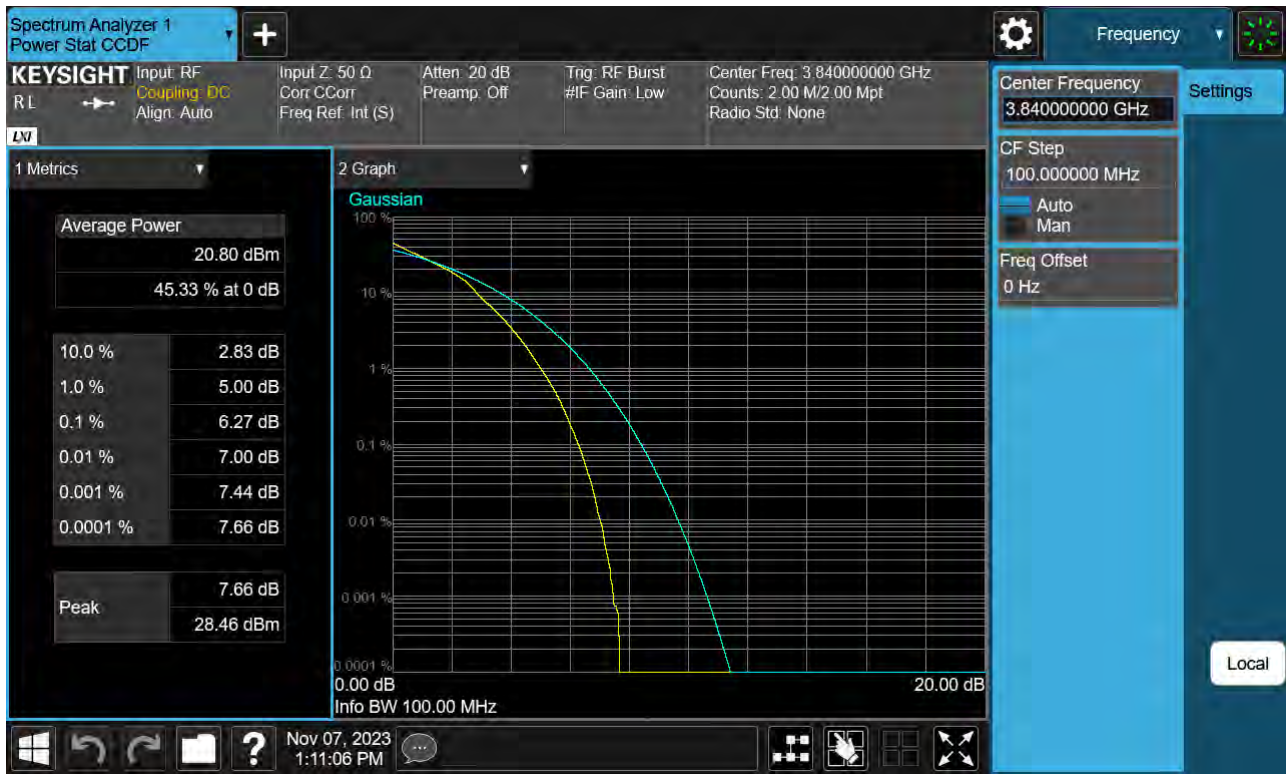 Spectrum Analyzer 1
Power Stat CCDF
Frequency
KEYSIGHT
RL
LXI
Input: RF
Coupling: DC
Align: Auto
Input Z: 50 Ω
Corr CCorr
Freq Ref: Int (S)
Atten: 20 dB
Preamp: Off
Trig: RF Burst
#IF Gain: Low
Center Freq: 3.840000000 GHz
Counts: 2.00 M/2.00 Mpt
Radio Std: None
Center Frequency
3.840000000 GHz
Settings
CF Step
100.000000 MHz
Auto
Man
Freq Offset
0 Hz
1 Metrics
Average Power
20.80 dBm
45.33 % at 0 dB
10.0 % 2.83 dB
1.0 % 5.00 dB
0.1 % 6.27 dB
0.01 % 7.00 dB
0.001 % 7.44 dB
0.0001 % 7.66 dB
Peak
7.66 dB
28.46 dBm
2 Graph
Gaussian
100 %
10 %
1 %
0.1 %
0.01 %
0.001 %
0.0001 %
0.00 dB 20.00 dB
Info BW 100.00 MHz
Local
?
Nov 07, 2023
1:11:06 PM